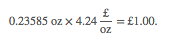 0.23585 oz × 4.24 £/oz = £1.00.